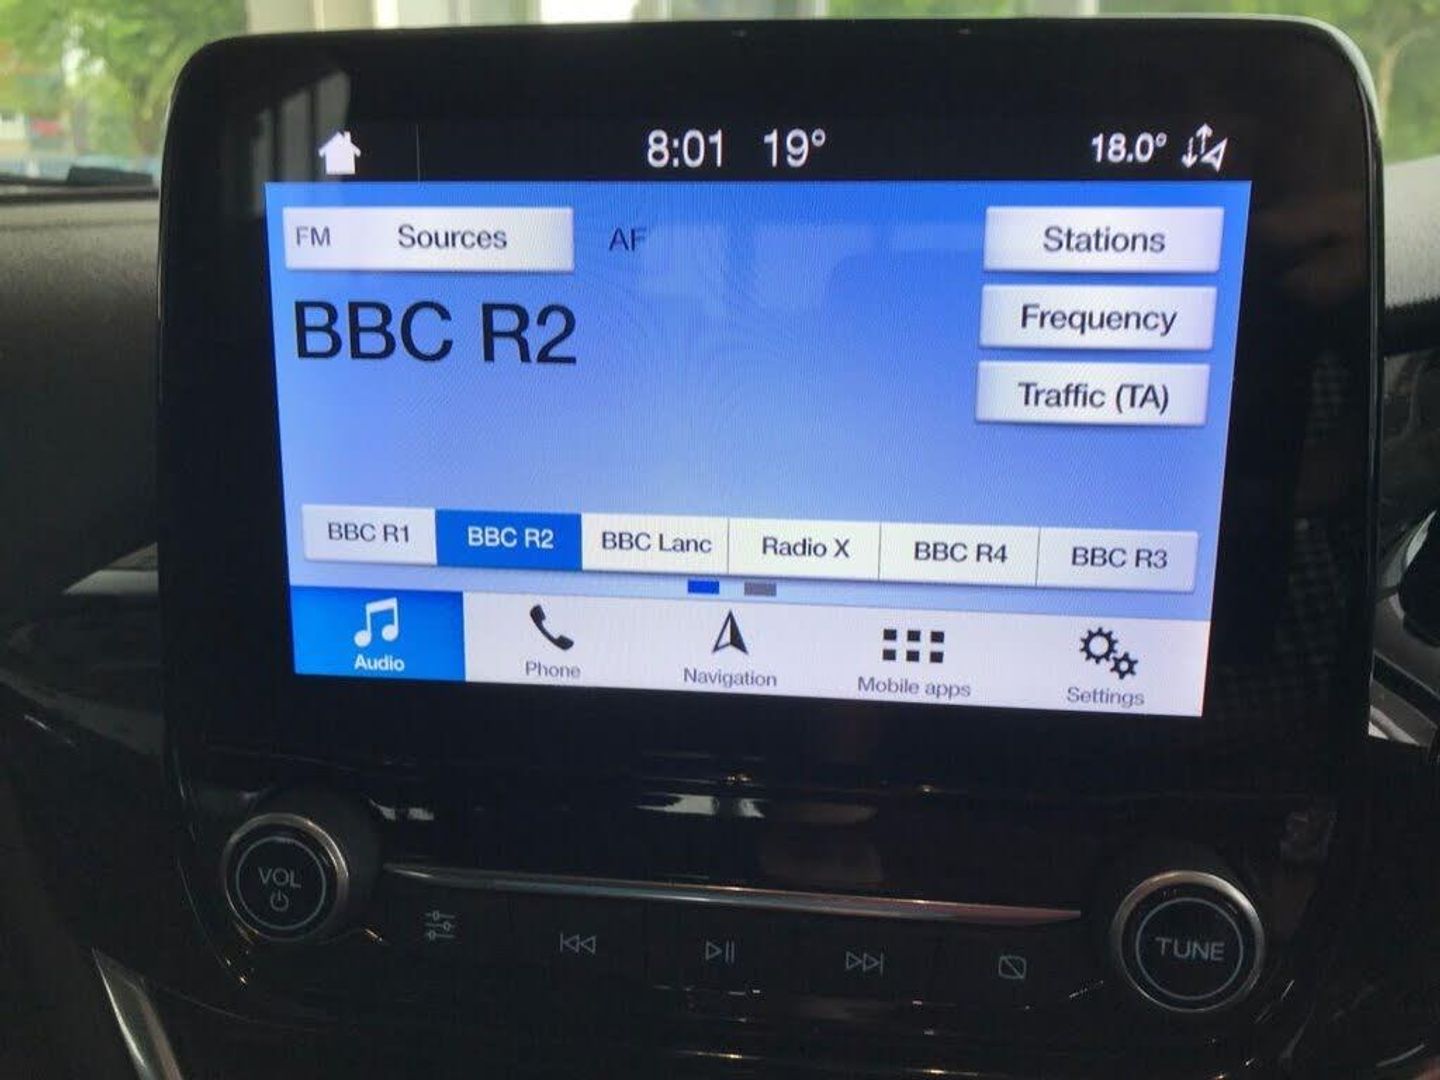 8:01 19° 18.0°
FM Sources AF Stations
BBC R2
Frequency
Traffic (TA)
BBC R1 BBC R2 BBC Lanc Radio X BBC R4 BBC R3
Audio Phone Navigation Mobile apps Settings
VOL
TUNE